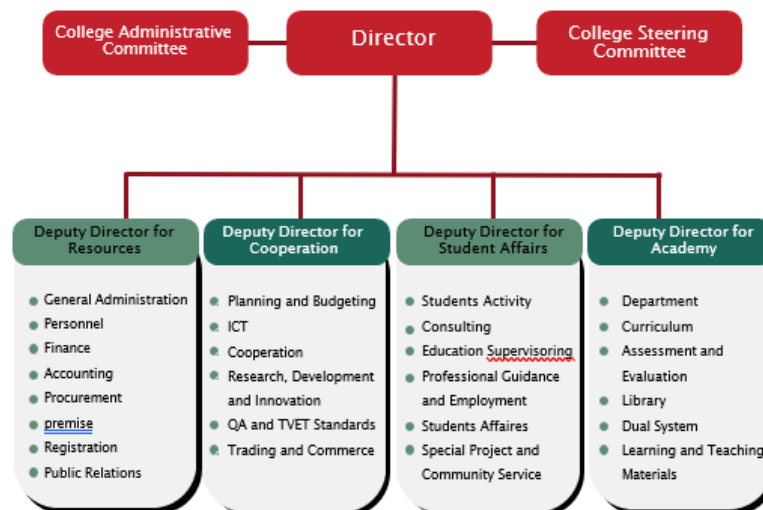 College Administrative
Committee
Director
College Steering
Committee
Deputy Director for
Resources
General Administration
Personnel
Finance
Accounting
Procurement
premise
Registration
Public Relations
Deputy Director for
Cooperation
Planning and Budgeting
ICT
Cooperation
Research, Development
and Innovation
QA and TVET Standards
Trading and Commerce
Deputy Director for
Student Affairs
Students Activity
Consulting
Education Supervisoring
Professional Guidance
and Employment
Students Affaires
Special Project and
Community Service
Deputy Director for
Academy
Department
Curriculum
Assessment and
Evaluation
Library
Dual System
Learning and Teaching
Materials